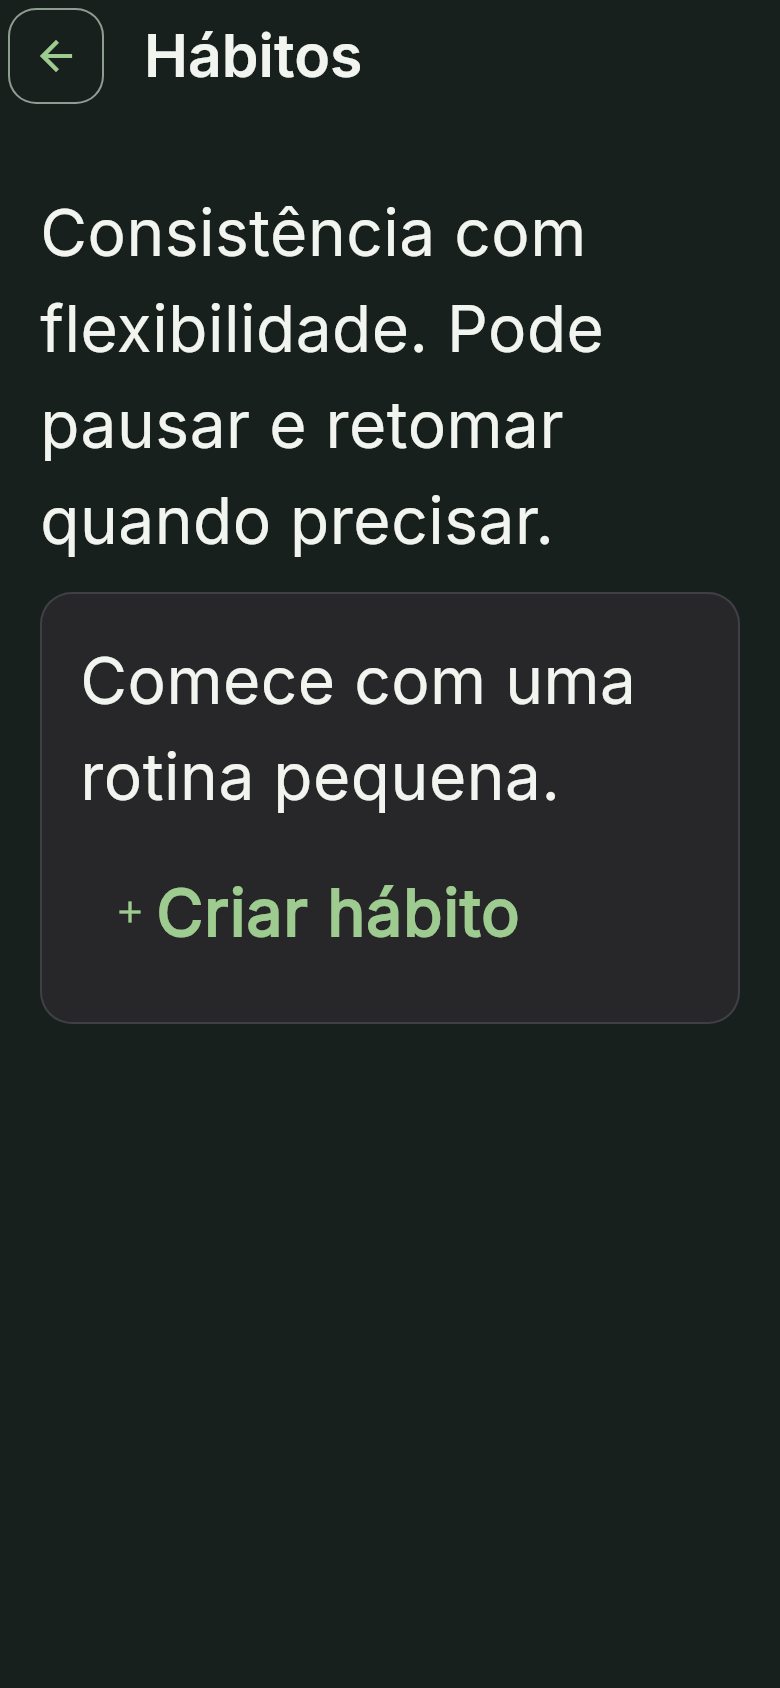 Hábitos
Consistência com
flexibilidade. Pode
pausar e retomar
quando precisar.
Comece com uma
rotina pequena.
+ Criar hábito